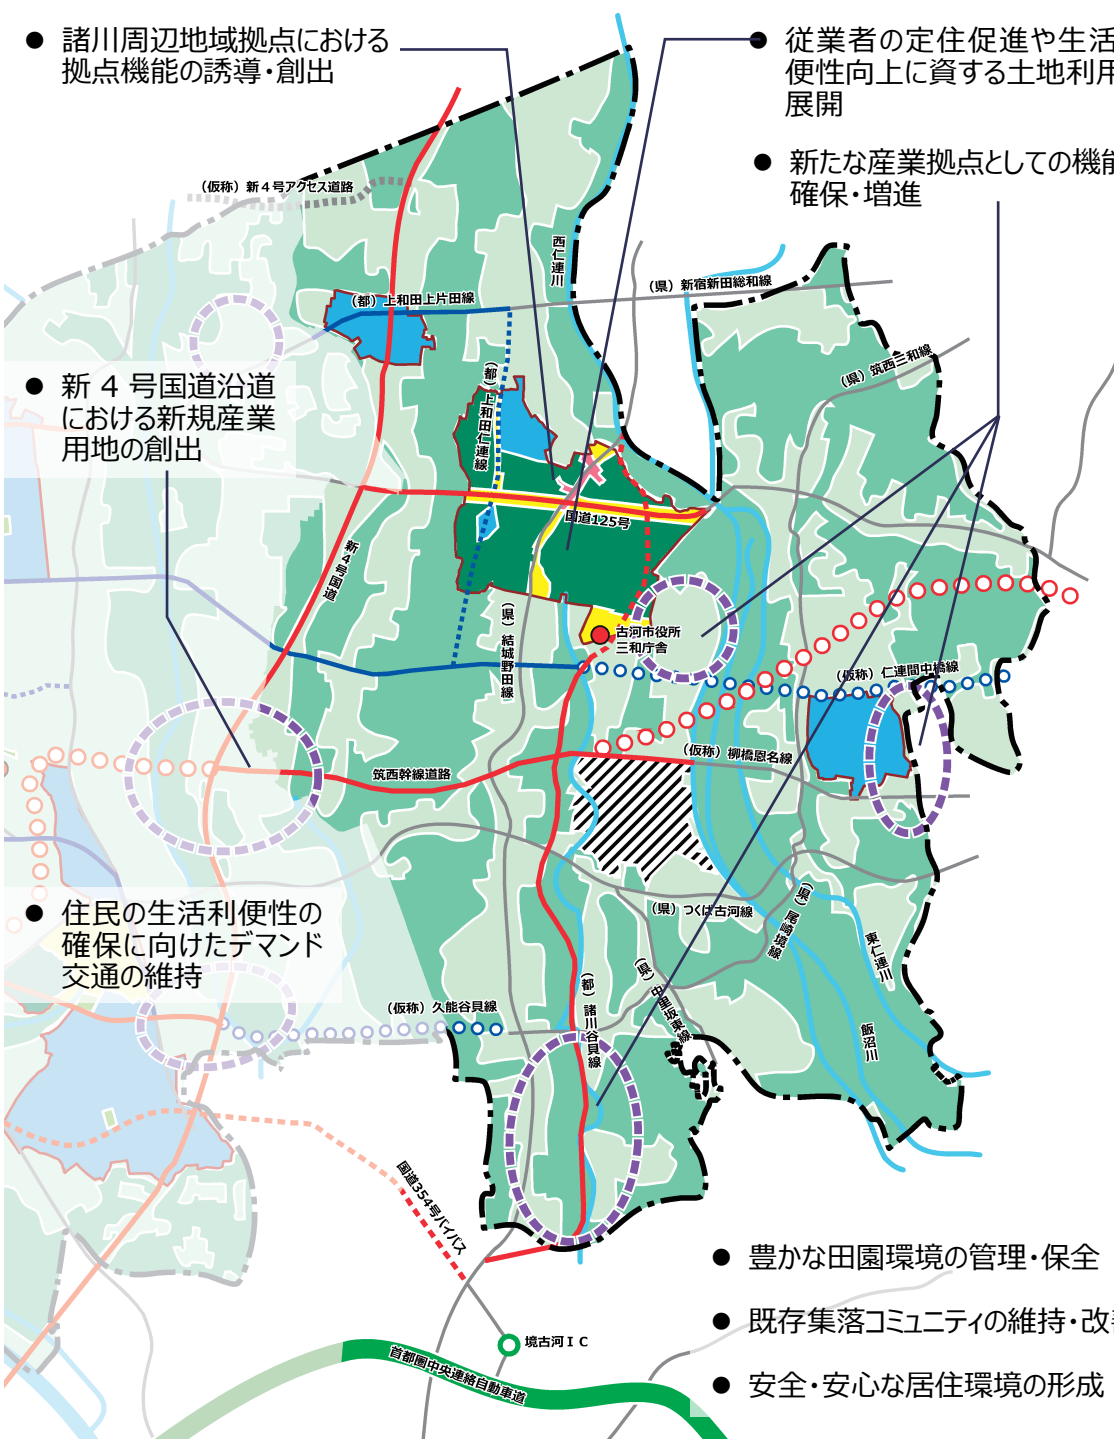 ● 諸川周辺地域拠点における
拠点機能の誘導・創出
● 従業者の定住促進や生活
便性向上に資する土地利用
展開
● 新たな産業拠点としての機能
確保・増進
(仮称)新4号アクセス道路
西仁連川
(県)新宿新田総和線
(都)上和田上片田線
(県)筑西三和線
(都)上和田仁連線
● 新4号国道沿道
における新規産業
用地の創出
国道125号
新4号国道
(県)結城野田線
古河市役所
三和庁舎
(仮称)仁連間中橋線
(仮称)柳橋恩名線
筑西幹線道路
● 住民の生活利便性の
確保に向けたデマンド
交通の維持
(県)つくば古河線
(県)尾崎境線
東仁連川
(県)中里坂東線
(都)諸川谷貝線
(仮称)久能谷貝線
飯沼川
国道354号バイパス
● 豊かな田園環境の管理・保全
● 既存集落コミュニティの維持・改
境古河IC
首都圏中央連絡自動車道
● 安全・安心な居住環境の形成